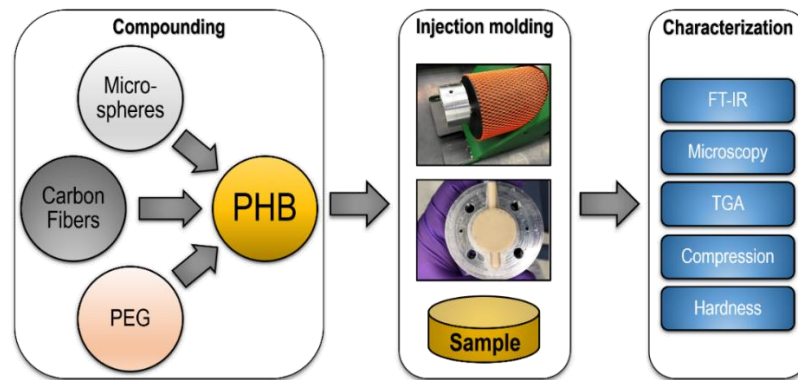 Compounding
Micro-
spheres
Carbon
Fibers
PEG
PHB
Injection molding
Sample
Characterization
FT-IR
Microscopy
TGA
Compression
Hardness